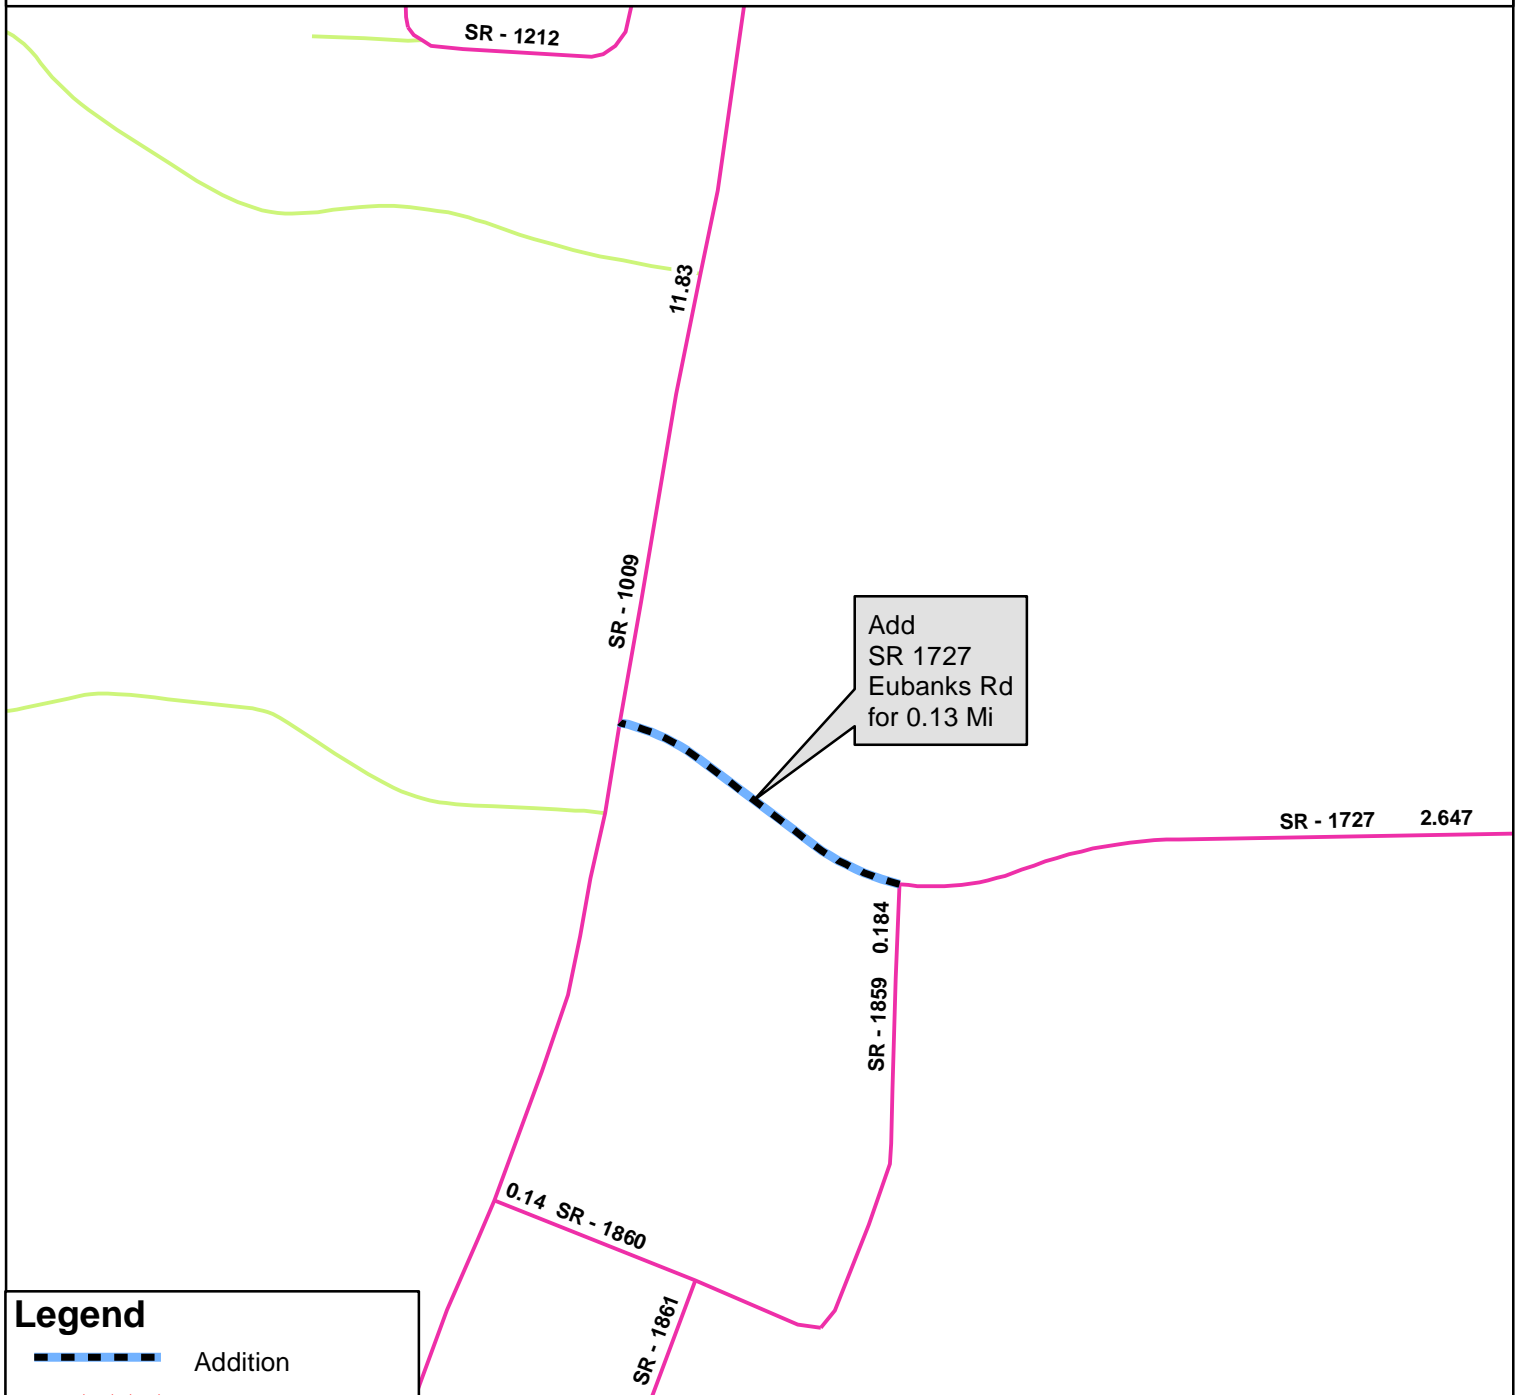 SR - 1212
11.83
SR - 1009
Add
SR 1727
Eubanks Rd
for 0.13 Mi
SR - 1727 2.647
SR - 1859 0.184
0.14 SR - 1860
SR - 1861
Legend
Addition